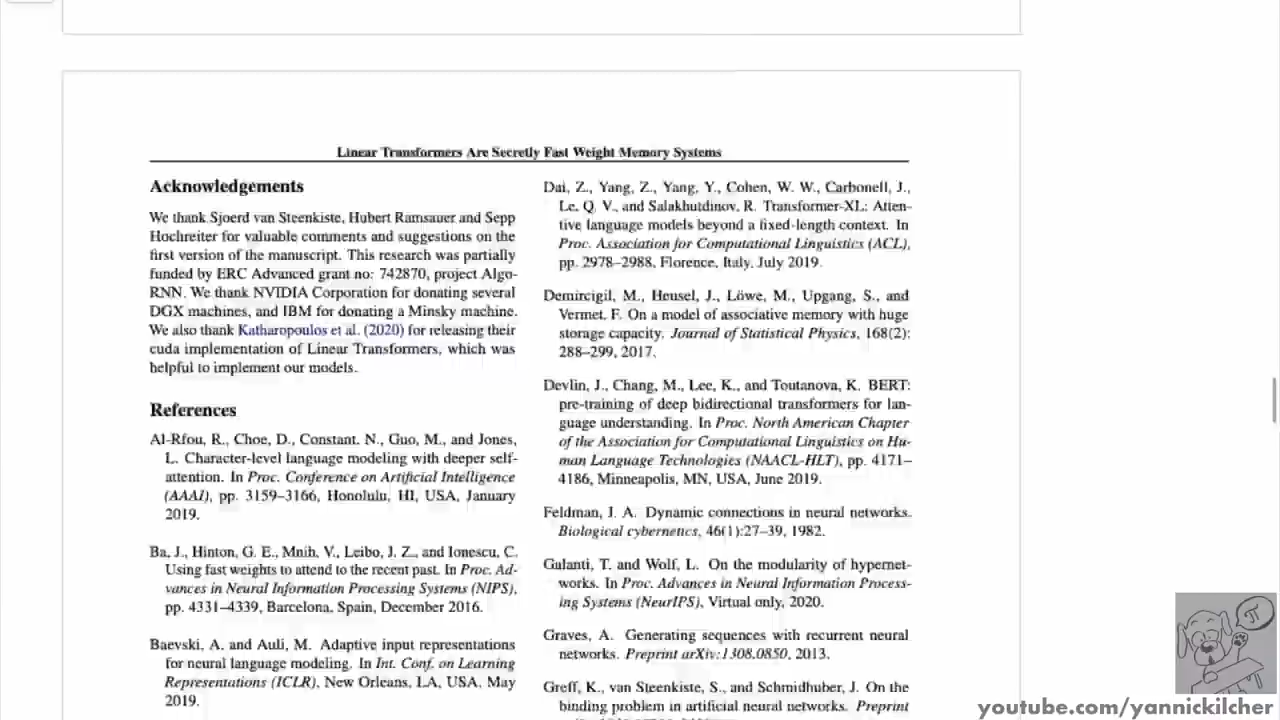 Linear Transformers Are Secretly Fast Weight Memory Systems
Acknowledgements
We thank Sjoerd van Steenkiste, Hubert Ramsauer and Sepp
Hochreiter for valuable comments and suggestions on the
first version of the manuscript. This research was partially
funded by ERC Advanced grant no: 742870, project Algo-
RNN. We thank NVIDIA Corporation for donating several
DGX machines, and IBM for donating a Minsky machine.
We also thank Katharopoulos et al. (2020) for releasing their
cuda implementation of Linear Transformers, which was
helpful to implement our models.
References
Al-Rfou, R., Choe, D., Constant, N., Guo, M., and Jones,
L. Character-level language modeling with deeper self-
attention. In Proc. Conference on Artificial Intelligence
(AAAI), pp. 3159–3166, Honolulu, HI, USA, January
2019.
Ba, J., Hinton, G. E., Mnih, V., Leibo, J. Z., and Ionescu, C.
Using fast weights to attend to the recent past. In Proc. Ad-
vances in Neural Information Processing Systems (NIPS),
pp. 4331–4339, Barcelona, Spain, December 2016.
Baevski, A. and Auli, M. Adaptive input representations
for neural language modeling. In Int. Conf. on Learning
Representations (ICLR), New Orleans, LA, USA, May
2019.
Dai, Z., Yang, Z., Yang, Y., Cohen, W. W., Carbonell, J.,
Le, Q. V., and Salakhutdinov, R. Transformer-XL: Atten-
tive language models beyond a fixed-length context. In
Proc. Association for Computational Linguistics (ACL),
pp. 2978–2988, Florence, Italy, July 2019.
Demircigil, M., Heusel, J., Löwe, M., Upgang, S., and
Vermet, F. On a model of associative memory with huge
storage capacity. Journal of Statistical Physics, 168(2):
288–299, 2017.
Devlin, J., Chang, M., Lee, K., and Toutanova, K. BERT:
pre-training of deep bidirectional transformers for lan-
guage understanding. In Proc. North American Chapter
of the Association for Computational Linguistics on Hu-
man Language Technologies (NAACL-HLT), pp. 4171–
4186, Minneapolis, MN, USA, June 2019.
Feldman, J. A. Dynamic connections in neural networks.
Biological cybernetics, 46(1):27–39, 1982.
Galanti, T. and Wolf, L. On the modularity of hypernet-
works. In Proc. Advances in Neural Information Process-
ing Systems (NeurIPS), Virtual only, 2020.
Graves, A. Generating sequences with recurrent neural
networks. Preprint arXiv:1308.0850, 2013.
Greff, K., van Steenkiste, S., and Schmidhuber, J. On the
binding problem in artificial neural networks. Preprint
π
youtube.com/yannickilcher